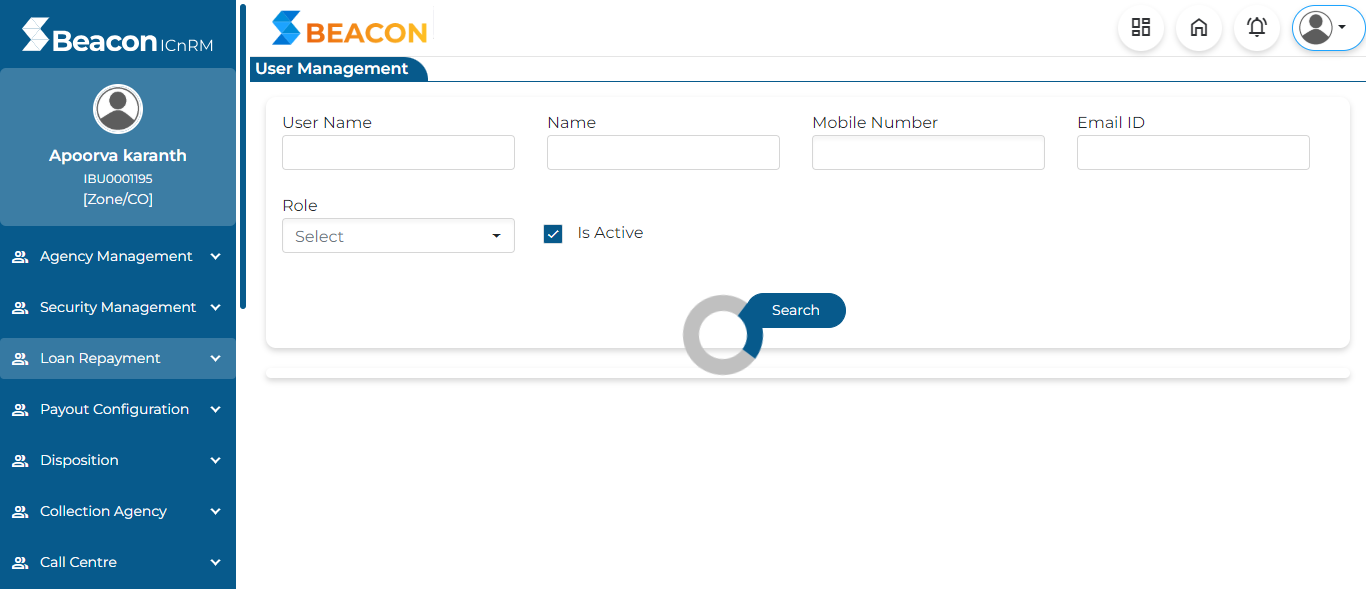 Beacon ICnRM
Apoorva karanth
IBU0001195
[Zone/CO]
Agency Management
Security Management
Loan Repayment
Payout Configuration
Disposition
Collection Agency
Call Centre
BEACON
User Management
User Name
Name
Mobile Number
Email ID
Role
Select
Is Active
Search